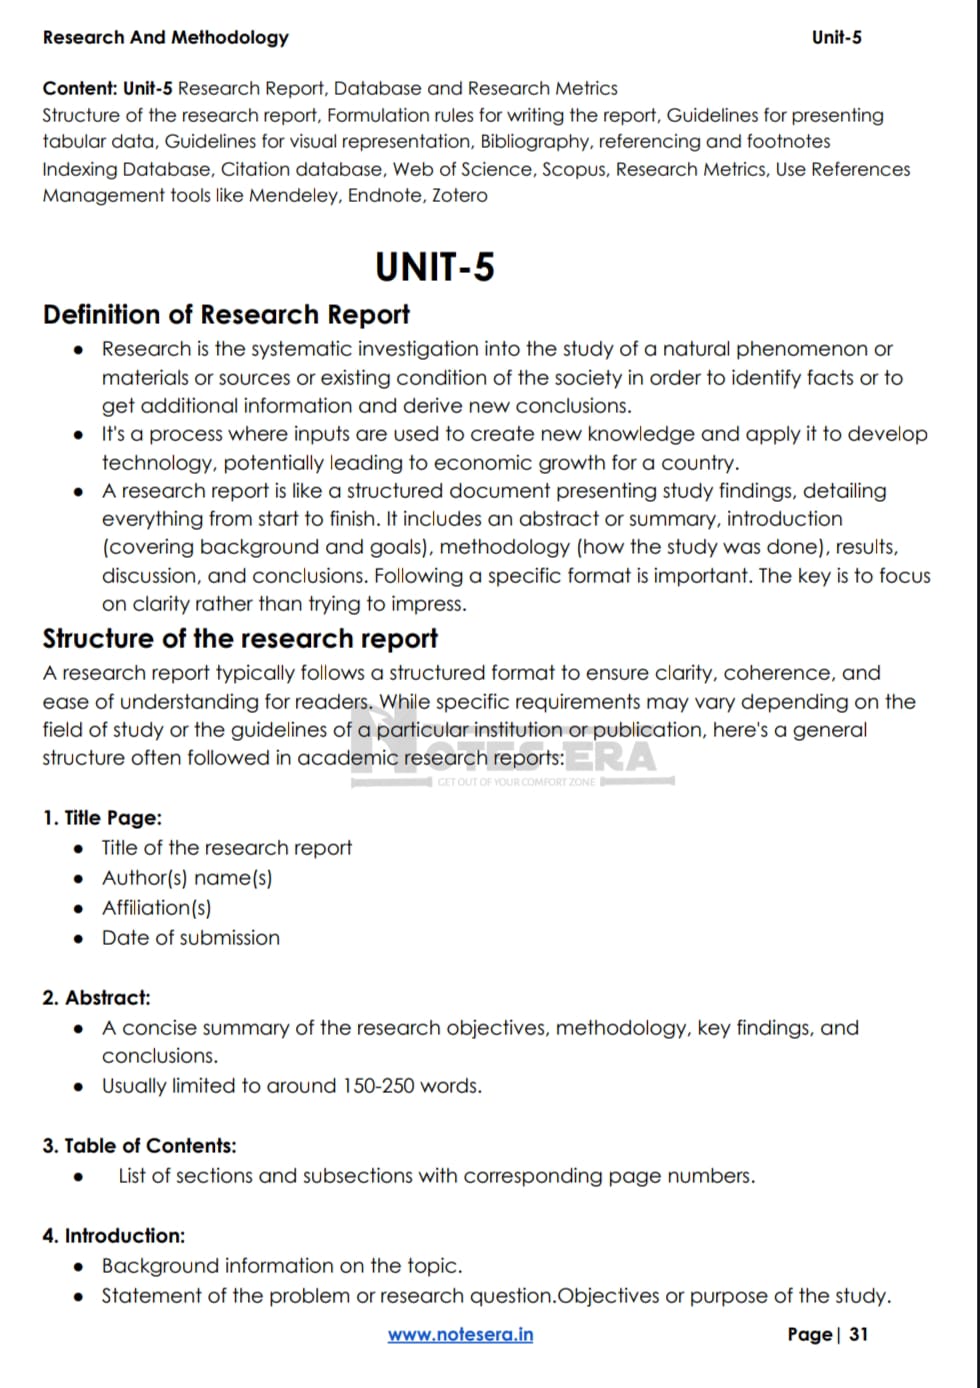 Research And Methodology Unit-5
Content: Unit-5 Research Report, Database and Research Metrics
Structure of the research report, Formulation rules for writing the report, Guidelines for presenting
tabular data, Guidelines for visual representation, Bibliography, referencing and footnotes
Indexing Database, Citation database, Web of Science, Scopus, Research Metrics, Use References
Management tools like Mendeley, Endnote, Zotero
UNIT-5
Definition of Research Report
● Research is the systematic investigation into the study of a natural phenomenon or
materials or sources or existing condition of the society in order to identify facts or to
get additional information and derive new conclusions.
● It's a process where inputs are used to create new knowledge and apply it to develop
technology, potentially leading to economic growth for a country.
● A research report is like a structured document presenting study findings, detailing
everything from start to finish. It includes an abstract or summary, introduction
(covering background and goals), methodology (how the study was done), results,
discussion, and conclusions. Following a specific format is important. The key is to focus
on clarity rather than trying to impress.
Structure of the research report
A research report typically follows a structured format to ensure clarity, coherence, and
ease of understanding for readers. While specific requirements may vary depending on the
field of study or the guidelines of a particular institution or publication, here's a general
structure often followed in academic research reports:
NOTES ERA
GET OUT OF YOUR COMFORT ZONE
1. Title Page:
● Title of the research report
● Author(s) name(s)
● Affiliation(s)
● Date of submission
2. Abstract:
● A concise summary of the research objectives, methodology, key findings, and
conclusions.
● Usually limited to around 150-250 words.
3. Table of Contents:
● List of sections and subsections with corresponding page numbers.
4. Introduction:
● Background information on the topic.
● Statement of the problem or research question.Objectives or purpose of the study.
www.notesera.in Page| 31